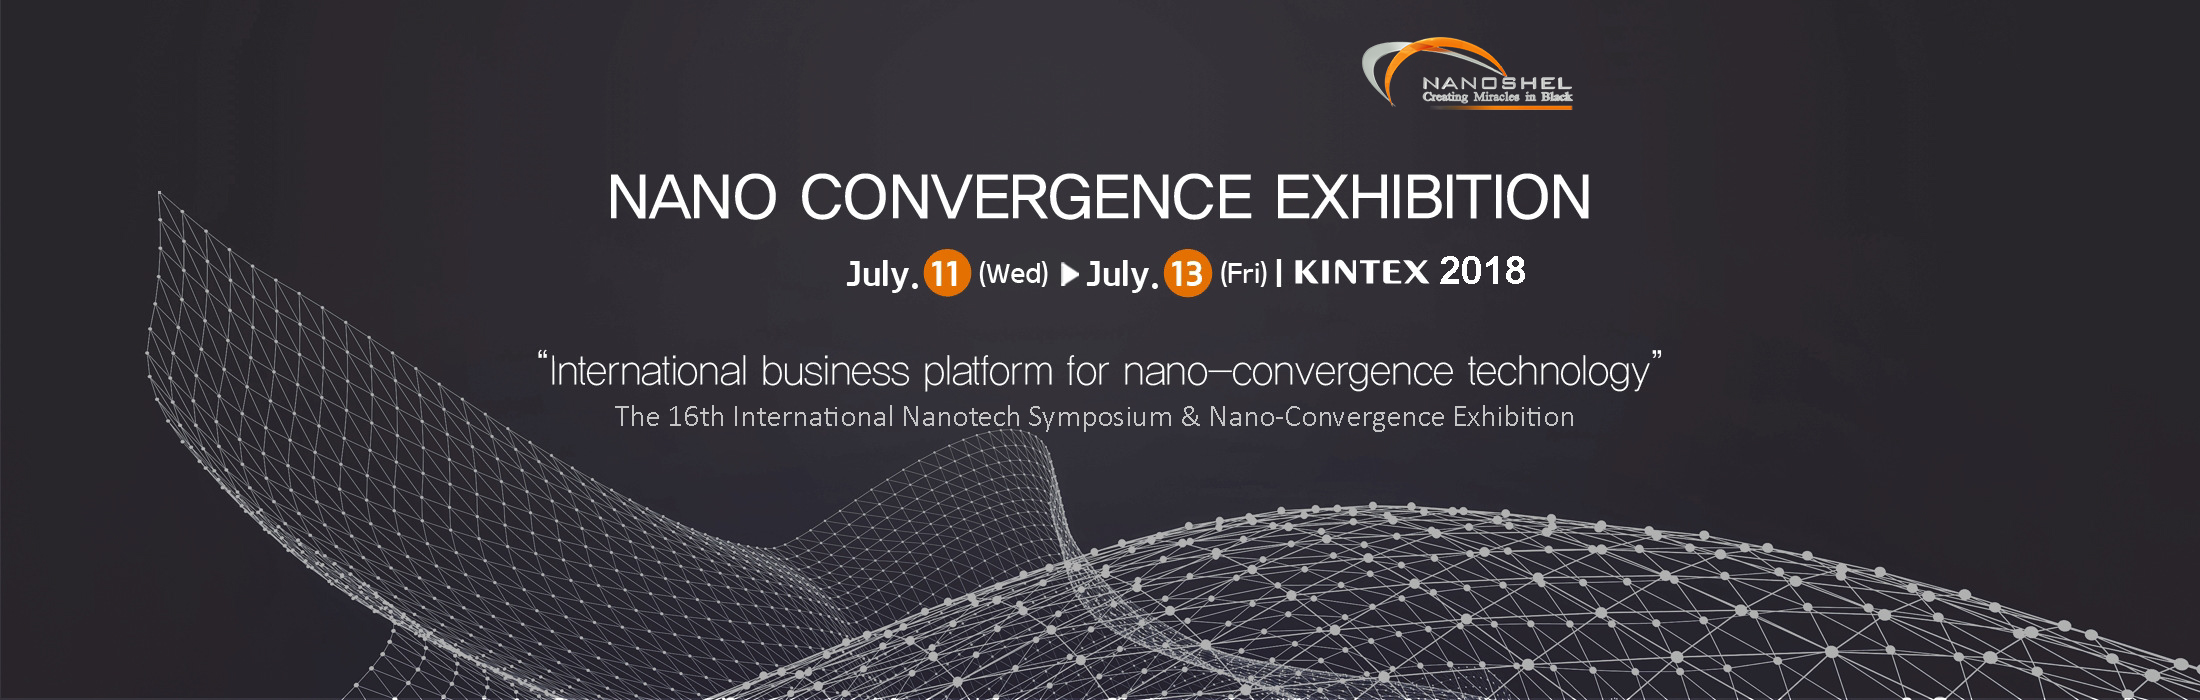 NANOSHEL
Creating Miracles in Black
NANO CONVERGENCE EXHIBITION
July. 11 (Wed) ▶ July. 13 (Fri) | KINTEX 2018
“International business platform for nano–convergence technology”
The 16th International Nanotech Symposium & Nano-Convergence Exhibition